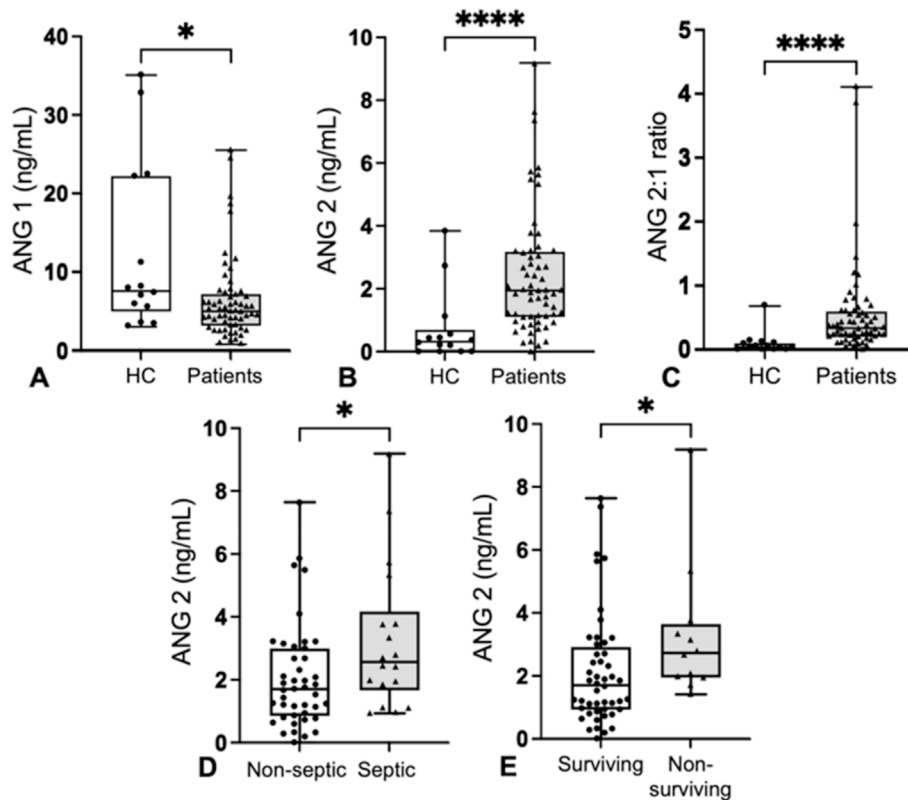 *
ANG 1 (ng/mL)
40
30
20
10
0
HC
Patients
A
****
ANG 2 (ng/mL)
10
8
6
4
2
0
HC
Patients
B
****
ANG 2:1 ratio
5
4
3
2
1
0
HC
Patients
C
*
ANG 2 (ng/mL)
10
8
6
4
2
0
Non-septic
Septic
D
*
ANG 2 (ng/mL)
10
8
6
4
2
0
Surviving
Non-
surviving
E